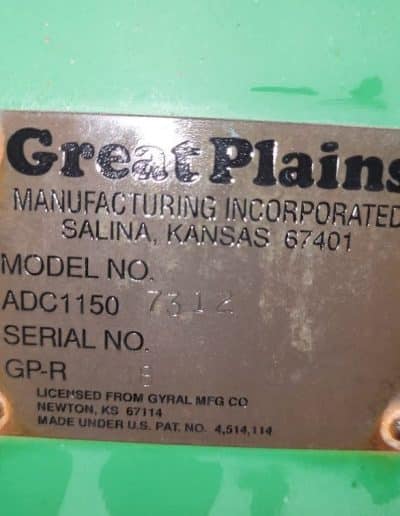 Great Plains
MANUFACTURING INCORPORATED
SALINA, KANSAS 67401
MODEL NO.
ADC1150 7312
SERIAL NO.
GP-R
LICENSED FROM GYRAL MFG CO
NEWTON, KS 67114
MADE UNDER U.S. PAT. NO. 4,514,114